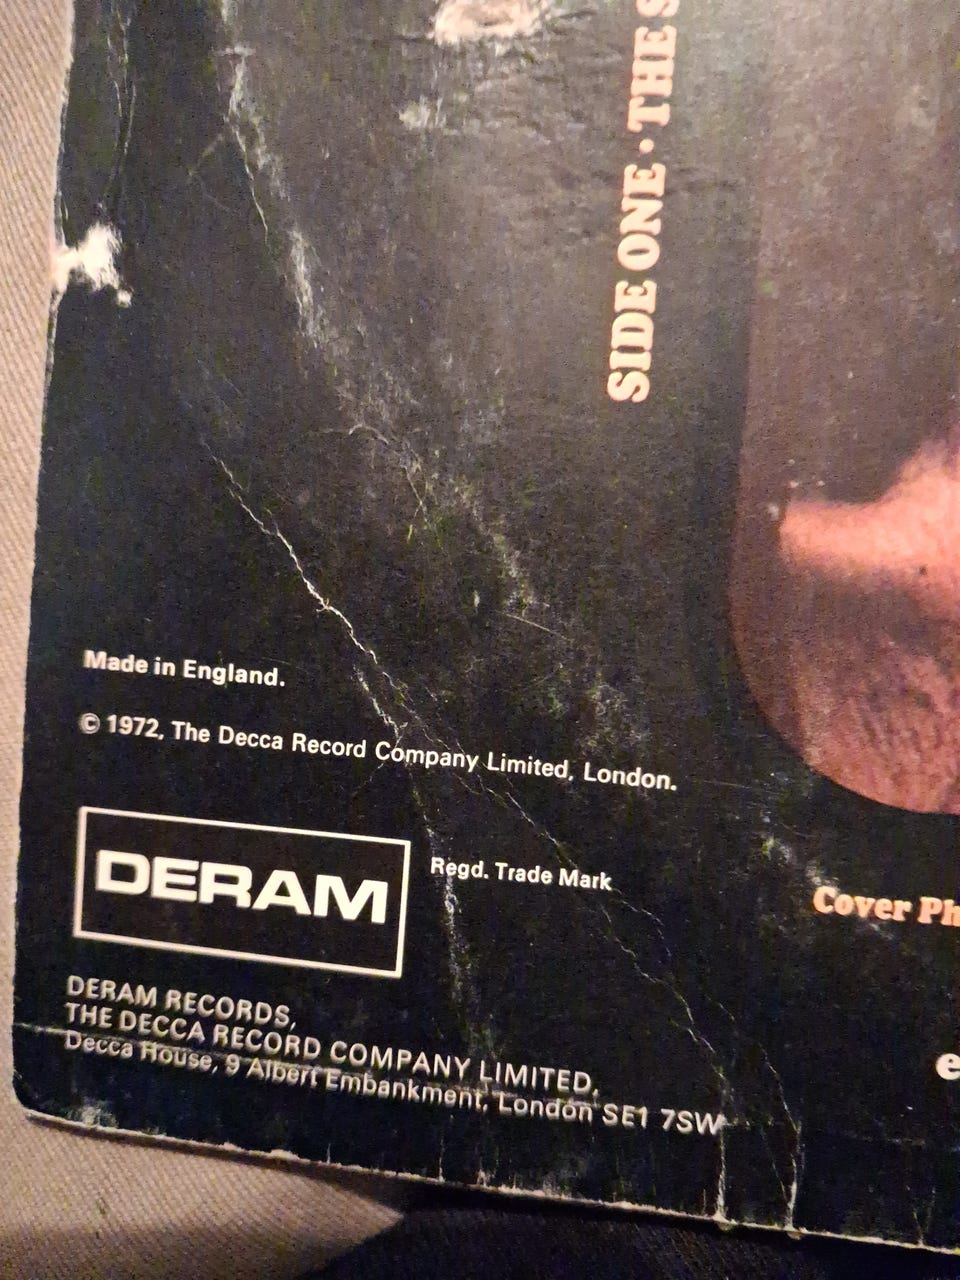 SIDE ONE · THE
Made in England.
© 1972, The Decca Record Company Limited, London.
DERAM
Regd. Trade Mark
Cover
DERAM RECORDS,
THE DECCA RECORD COMPANY LIMITED,
Decca House, 9 Albert Embankment, London SE1 7SW